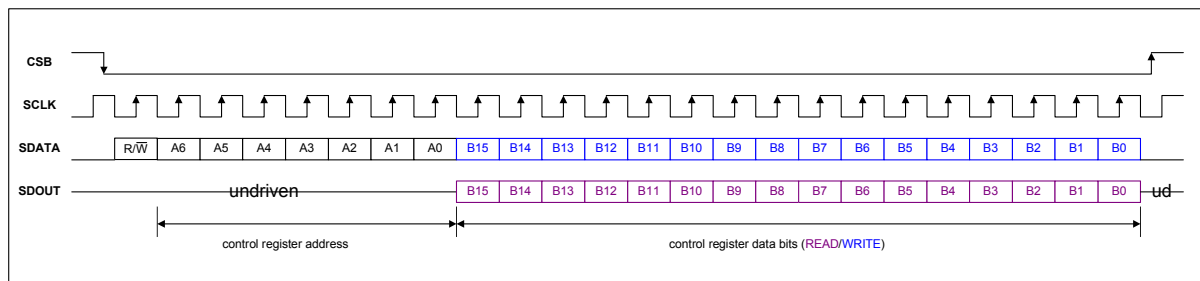 CSB
SCLK
SDATA R/W̅ A6 A5 A4 A3 A2 A1 A0 B15 B14 B13 B12 B11 B10 B9 B8 B7 B6 B5 B4 B3 B2 B1 B0
SDOUT undriven B15 B14 B13 B12 B11 B10 B9 B8 B7 B6 B5 B4 B3 B2 B1 B0 ud
control register address control register data bits (READ/WRITE)